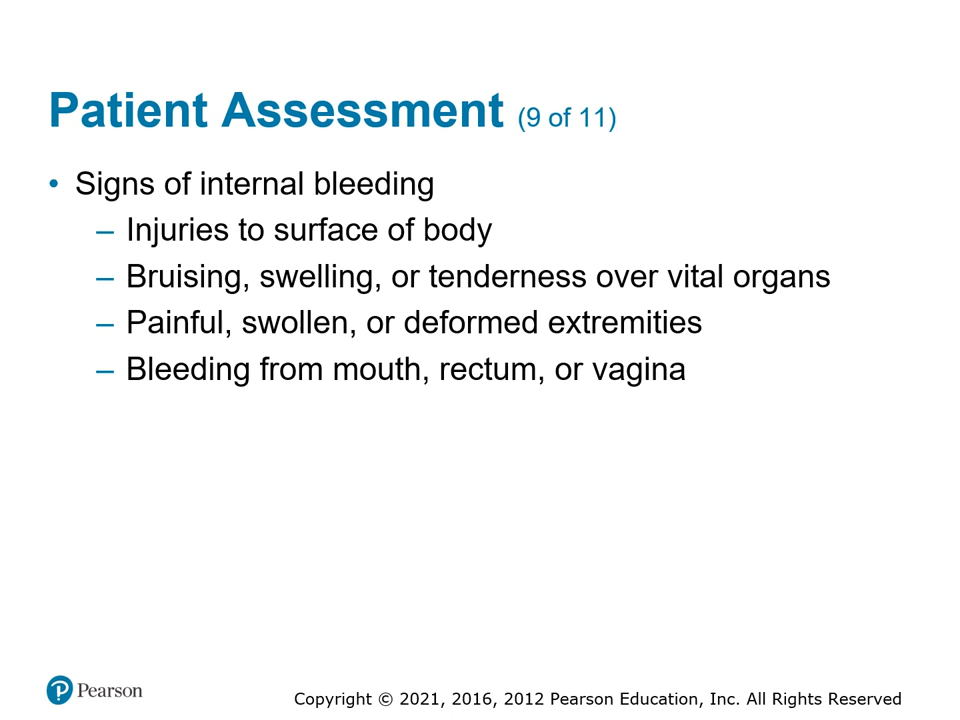 Patient Assessment (9 of 11)
• Signs of internal bleeding
– Injuries to surface of body
– Bruising, swelling, or tenderness over vital organs
– Painful, swollen, or deformed extremities
– Bleeding from mouth, rectum, or vagina
P Pearson
Copyright © 2021, 2016, 2012 Pearson Education, Inc. All Rights Reserved